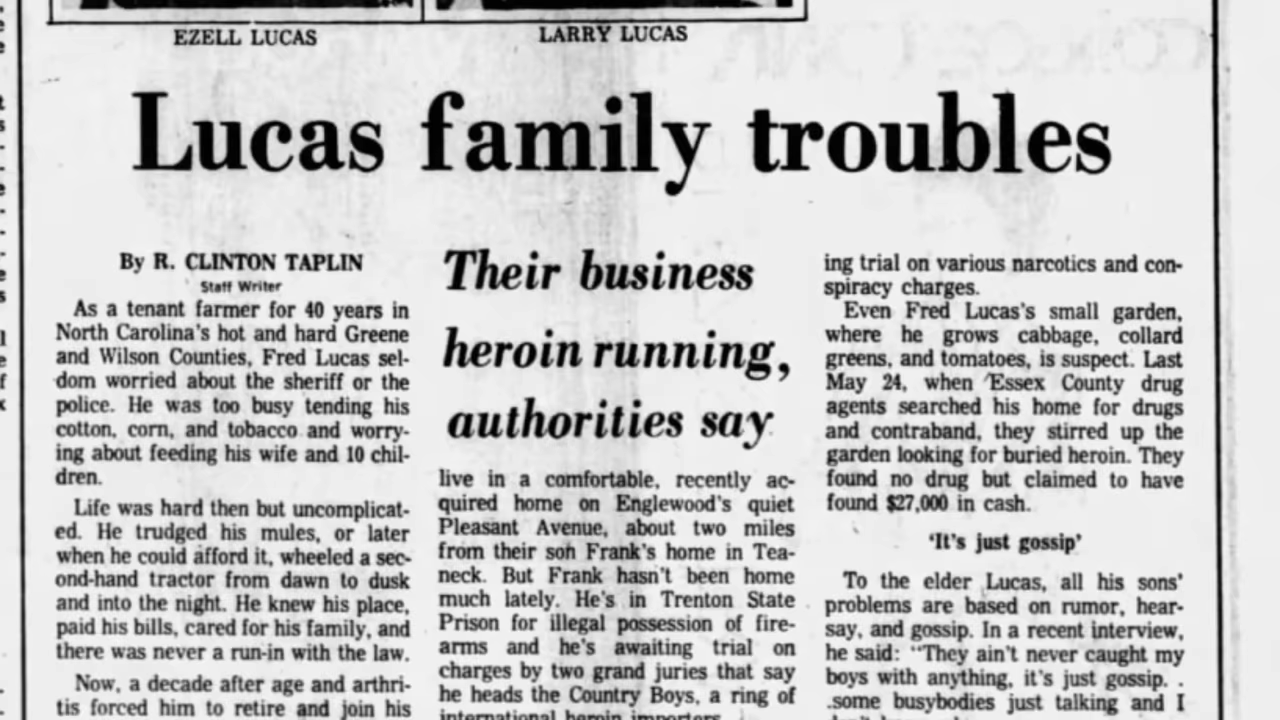 EZELL LUCAS
LARRY LUCAS
Lucas family troubles
By R. CLINTON TAPLIN
Staff Writer
As a tenant farmer for 40 years in
North Carolina's hot and hard Greene
and Wilson Counties, Fred Lucas sel-
dom worried about the sheriff or the
police. He was too busy tending his
cotton, corn, and tobacco and worry-
ing about feeding his wife and 10 chil-
dren.
Life was hard then but uncomplicat-
ed. He trudged his mules, or later
when he could afford it, wheeled a sec-
ond-hand tractor from dawn to dusk
and into the night. He knew his place,
paid his bills, cared for his family, and
there was never a run-in with the law.
Now, a decade after age and arthri-
tis forced him to retire and join his
Their business
heroin running,
authorities say
live in a comfortable, recently ac-
quired home on Englewood's quiet
Pleasant Avenue, about two miles
from their soh Frank's home in Tea-
neck. But Frank hasn't been home
much lately. He's in Trenton State
Prison for illegal possession of fire-
arms and he's awaiting trial on
charges by two grand juries that say
he heads the Country Boys, a ring of
international heroin importers.
ing trial on various narcotics and con-
spiracy charges.
Even Fred Lucas's small garden,
where he grows cabbage, collard
greens, and tomatoes, is suspect. Last
May 24, when Essex County drug
agents searched his home for drugs
and contraband, they stirred up the
garden looking for buried heroin. They
found no drug but claimed to have
found $27,000 in cash.
'It's just gossip'
To the elder Lucas, all his sons'
problems are based on rumor, hear-
say, and gossip. In a recent interview,
he said: "They ain't never caught my
boys with anything, it's just gossip. .
.some busybodies just talking and I